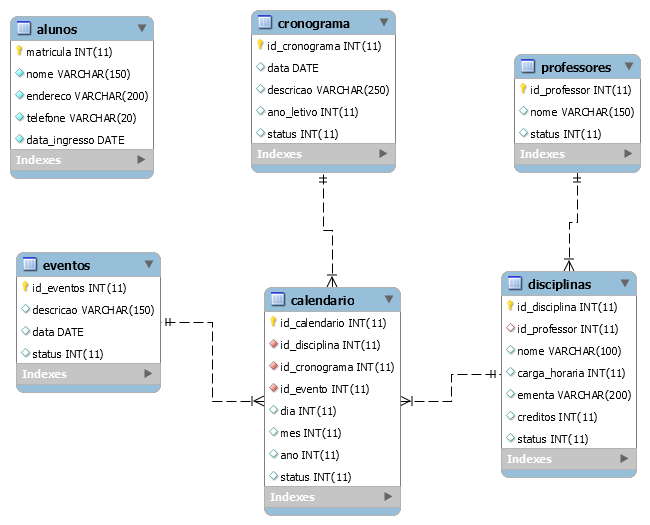 alunos
matricula INT(11)
nome VARCHAR(150)
endereco VARCHAR(200)
telefone VARCHAR(20)
data_ingresso DATE
Indexes
cronograma
id_cronograma INT(11)
data DATE
descricao VARCHAR(250)
ano_letivo INT(11)
status INT(11)
Indexes
professores
id_professor INT(11)
nome VARCHAR(150)
status INT(11)
Indexes
eventos
id_eventos INT(11)
descricao VARCHAR(150)
data DATE
status INT(11)
Indexes
calendario
id_calendario INT(11)
id_disciplina INT(11)
id_cronograma INT(11)
id_evento INT(11)
dia INT(11)
mes INT(11)
ano INT(11)
status INT(11)
Indexes
disciplinas
id_disciplina INT(11)
id_professor INT(11)
nome VARCHAR(100)
carga_horaria INT(11)
ementa VARCHAR(200)
creditos INT(11)
status INT(11)
Indexes